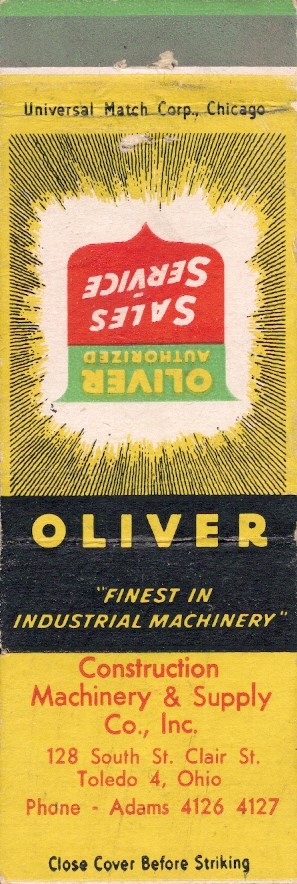 Universal Match Corp., Chicago
OLIVER
AUTHORIZED
SALES
-
SERVICE
OLIVER
"FINEST IN
INDUSTRIAL MACHINERY"
Construction
Machinery & Supply
Co., Inc.
128 South St. Clair St.
Toledo 4, Ohio
Phone - Adams 4126 4127
Close Cover Before Striking